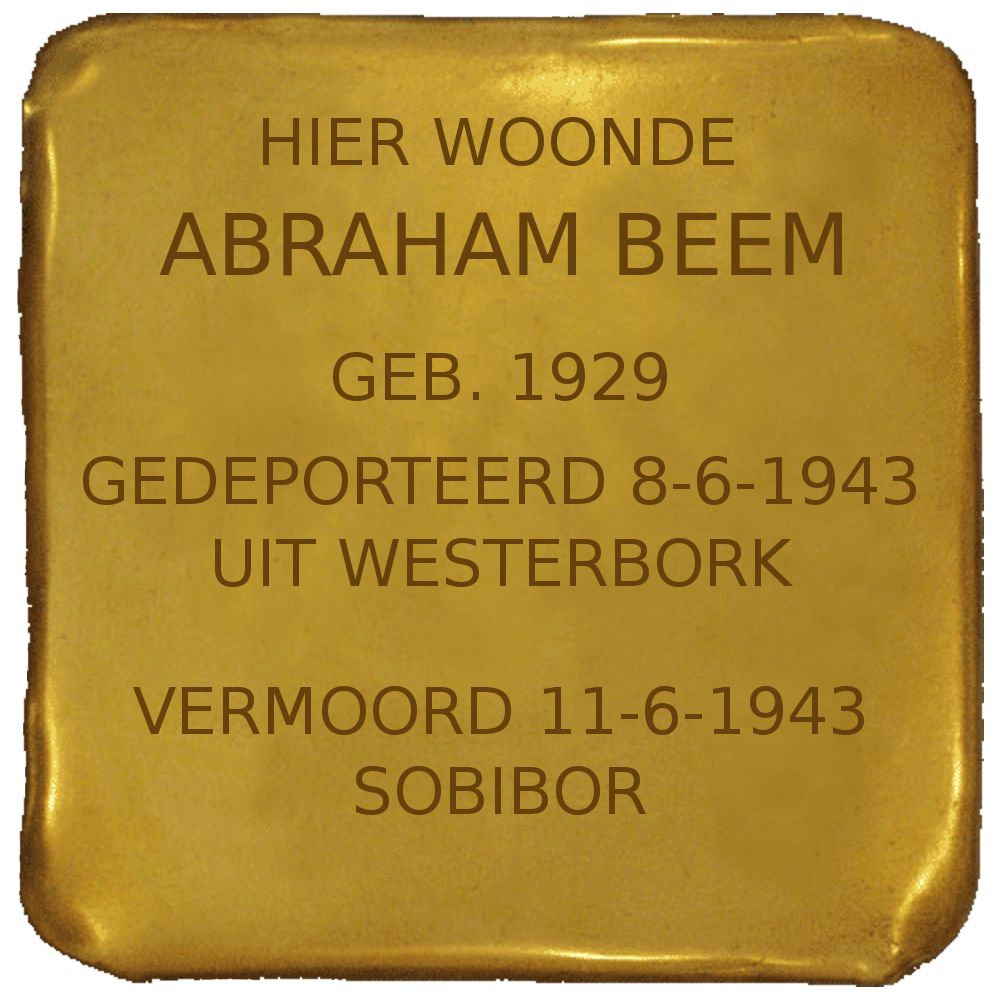 HIER WOONDE
ABRAHAM BEEM
GEB. 1929
GEDEPORTEERD 8-6-1943
UIT WESTERBORK
VERMOORD 11-6-1943
SOBIBOR